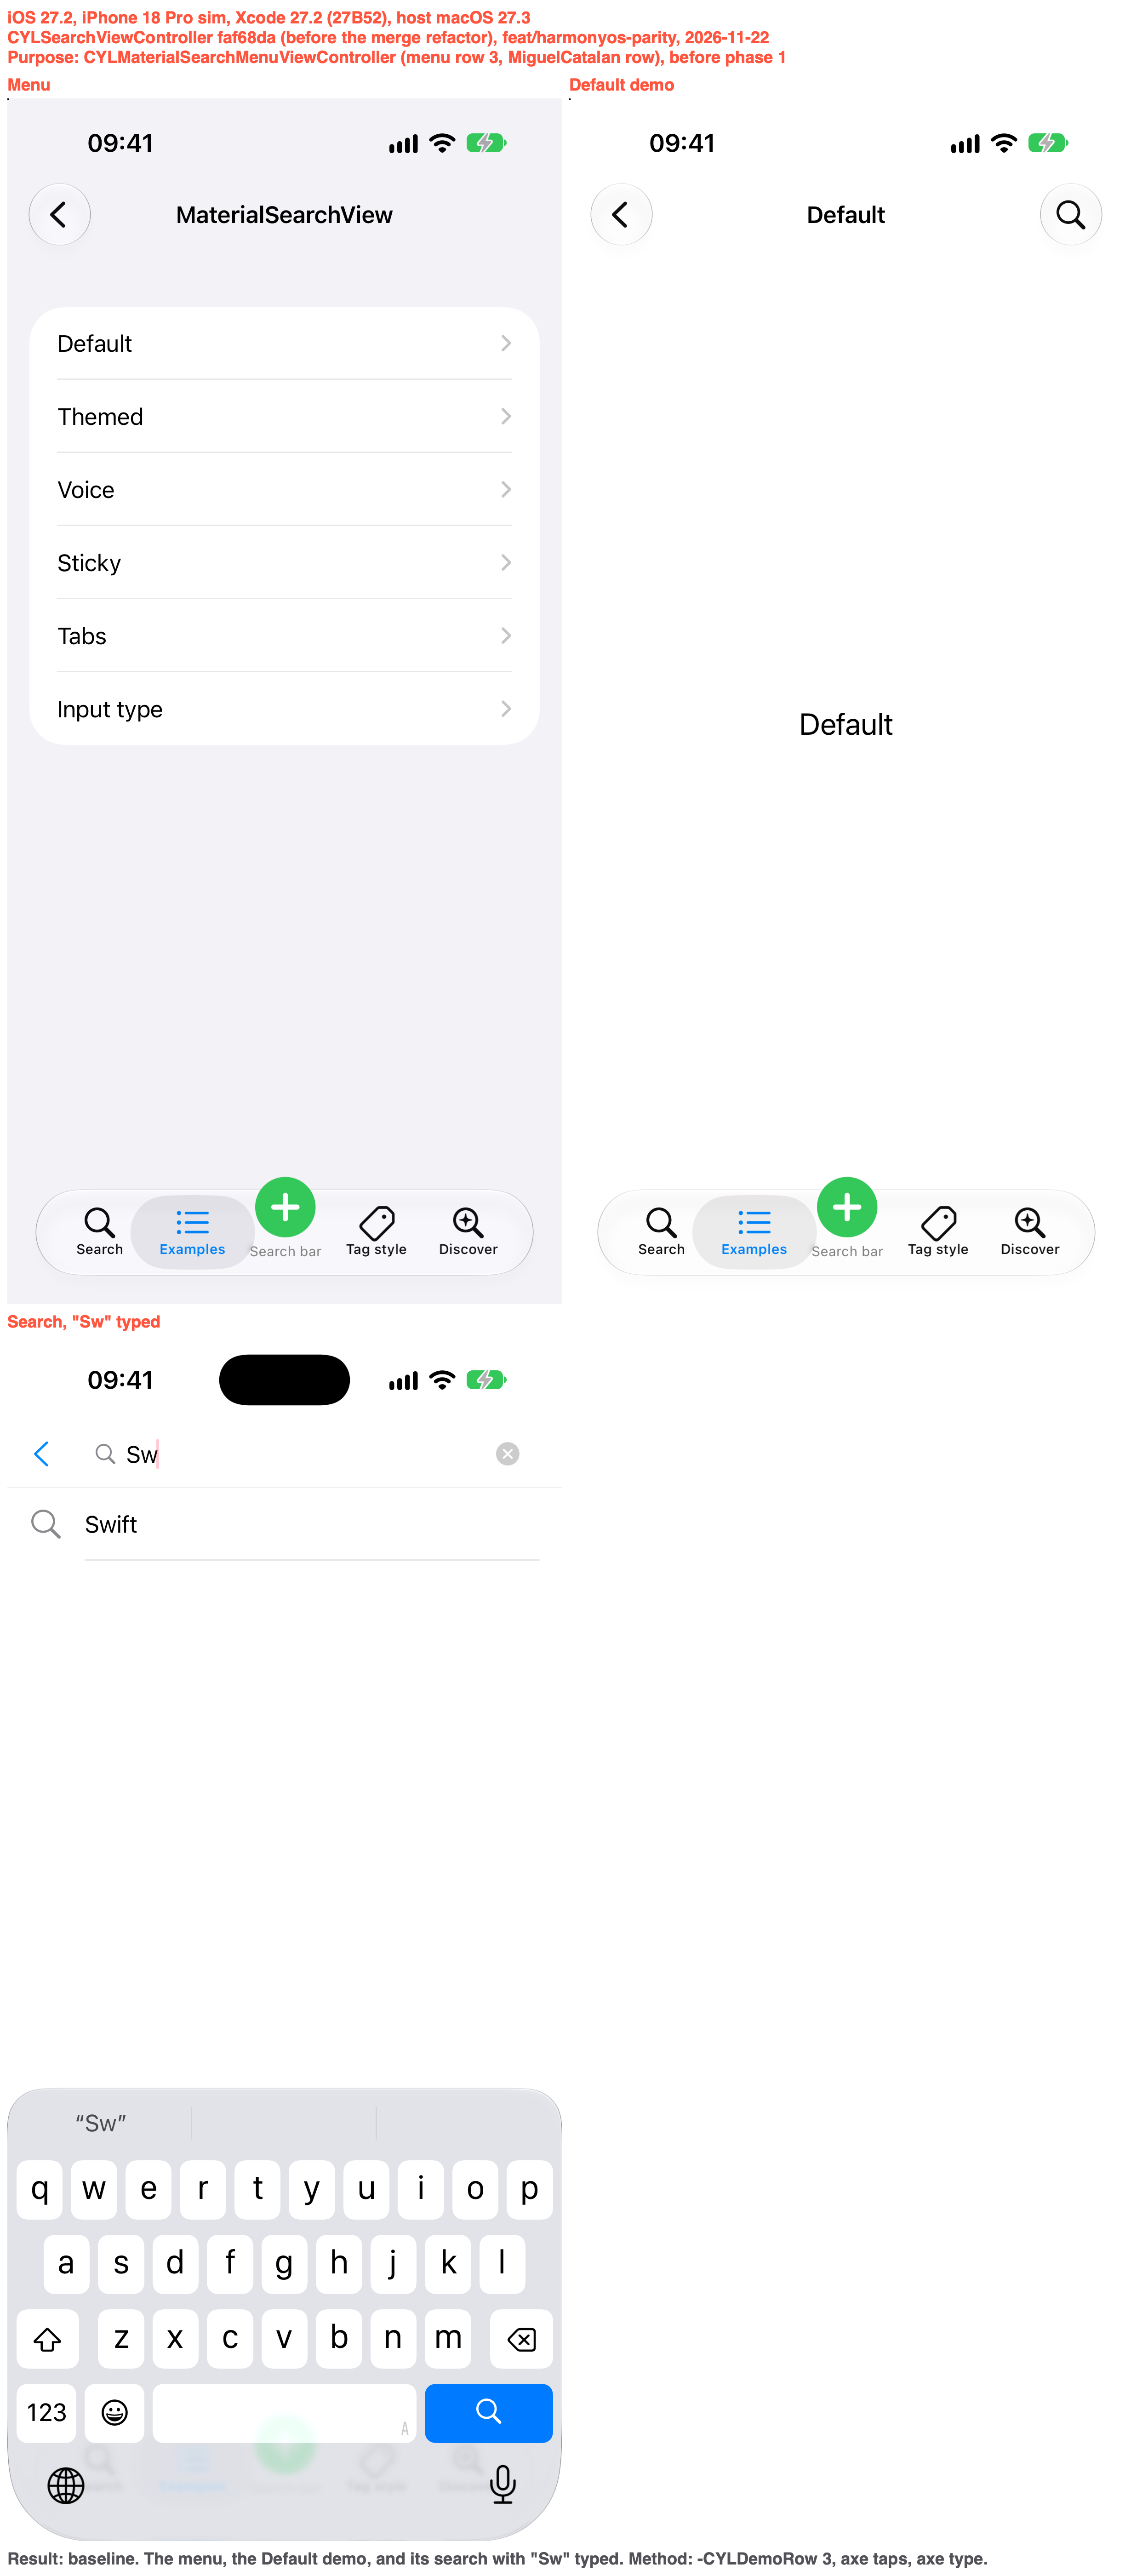 iOS 27.2, iPhone 18 Pro sim, Xcode 27.2 (27B52), host macOS 27.3
CYLSearchViewController faf68da (before the merge refactor), feat/harmonyos-parity, 2026-11-22
Purpose: CYLMaterialSearchMenuViewController (menu row 3, MiguelCatalan row), before phase 1
Menu
09:41
MaterialSearchView
Default
Themed
Voice
Sticky
Tabs
Input type
Search
Examples
Search bar
Tag style
Discover
Default demo
09:41
Default
Default
Search
Examples
Search bar
Tag style
Discover
Search, "Sw" typed
09:41
Sw
Swift
“Sw”
q w e r t y u i o p
a s d f g h j k l
z x c v b n m
123
A
Examples
Result: baseline. The menu, the Default demo, and its search with "Sw" typed. Method: -CYLDemoRow 3, axe taps, axe type.